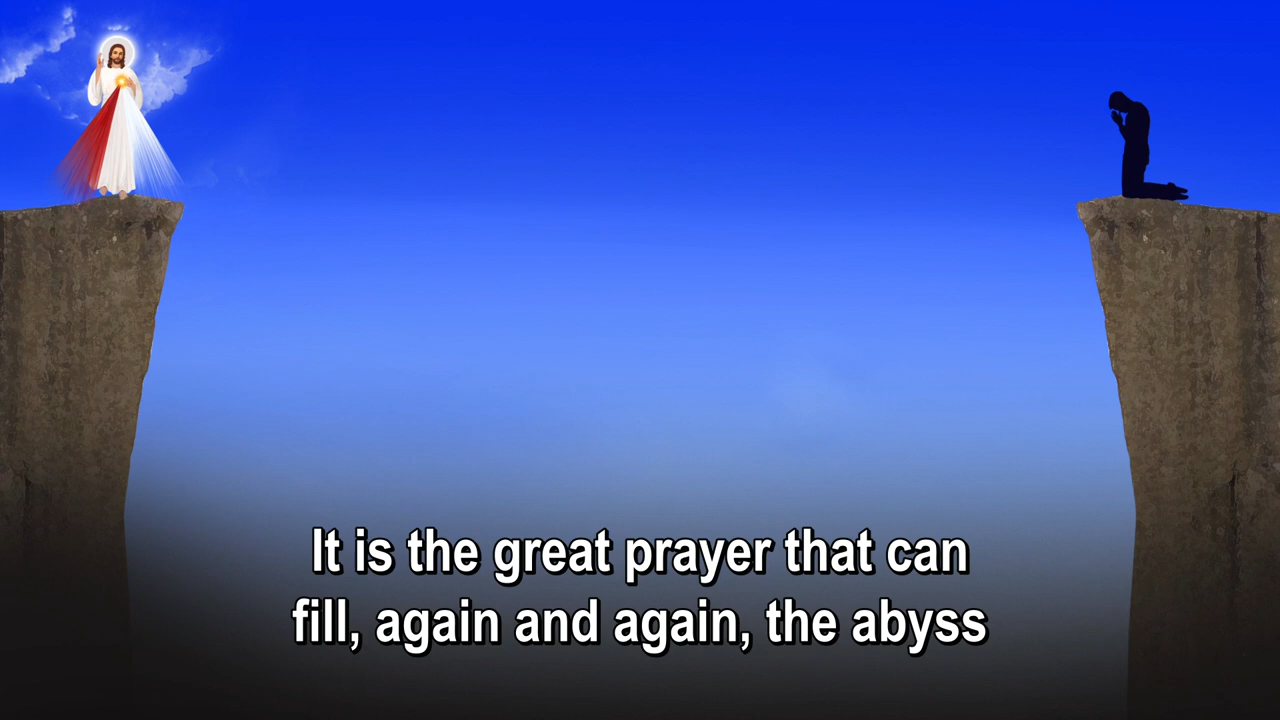 It is the great prayer that can
fill, again and again, the abyss